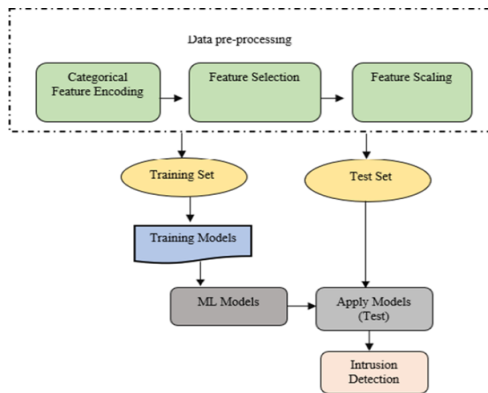 Data pre-processing
Categorical
Feature Encoding
Feature Selection
Feature Scaling
Training Set
Test Set
Training Models
ML Models
Apply Models
(Test)
Intrusion
Detection